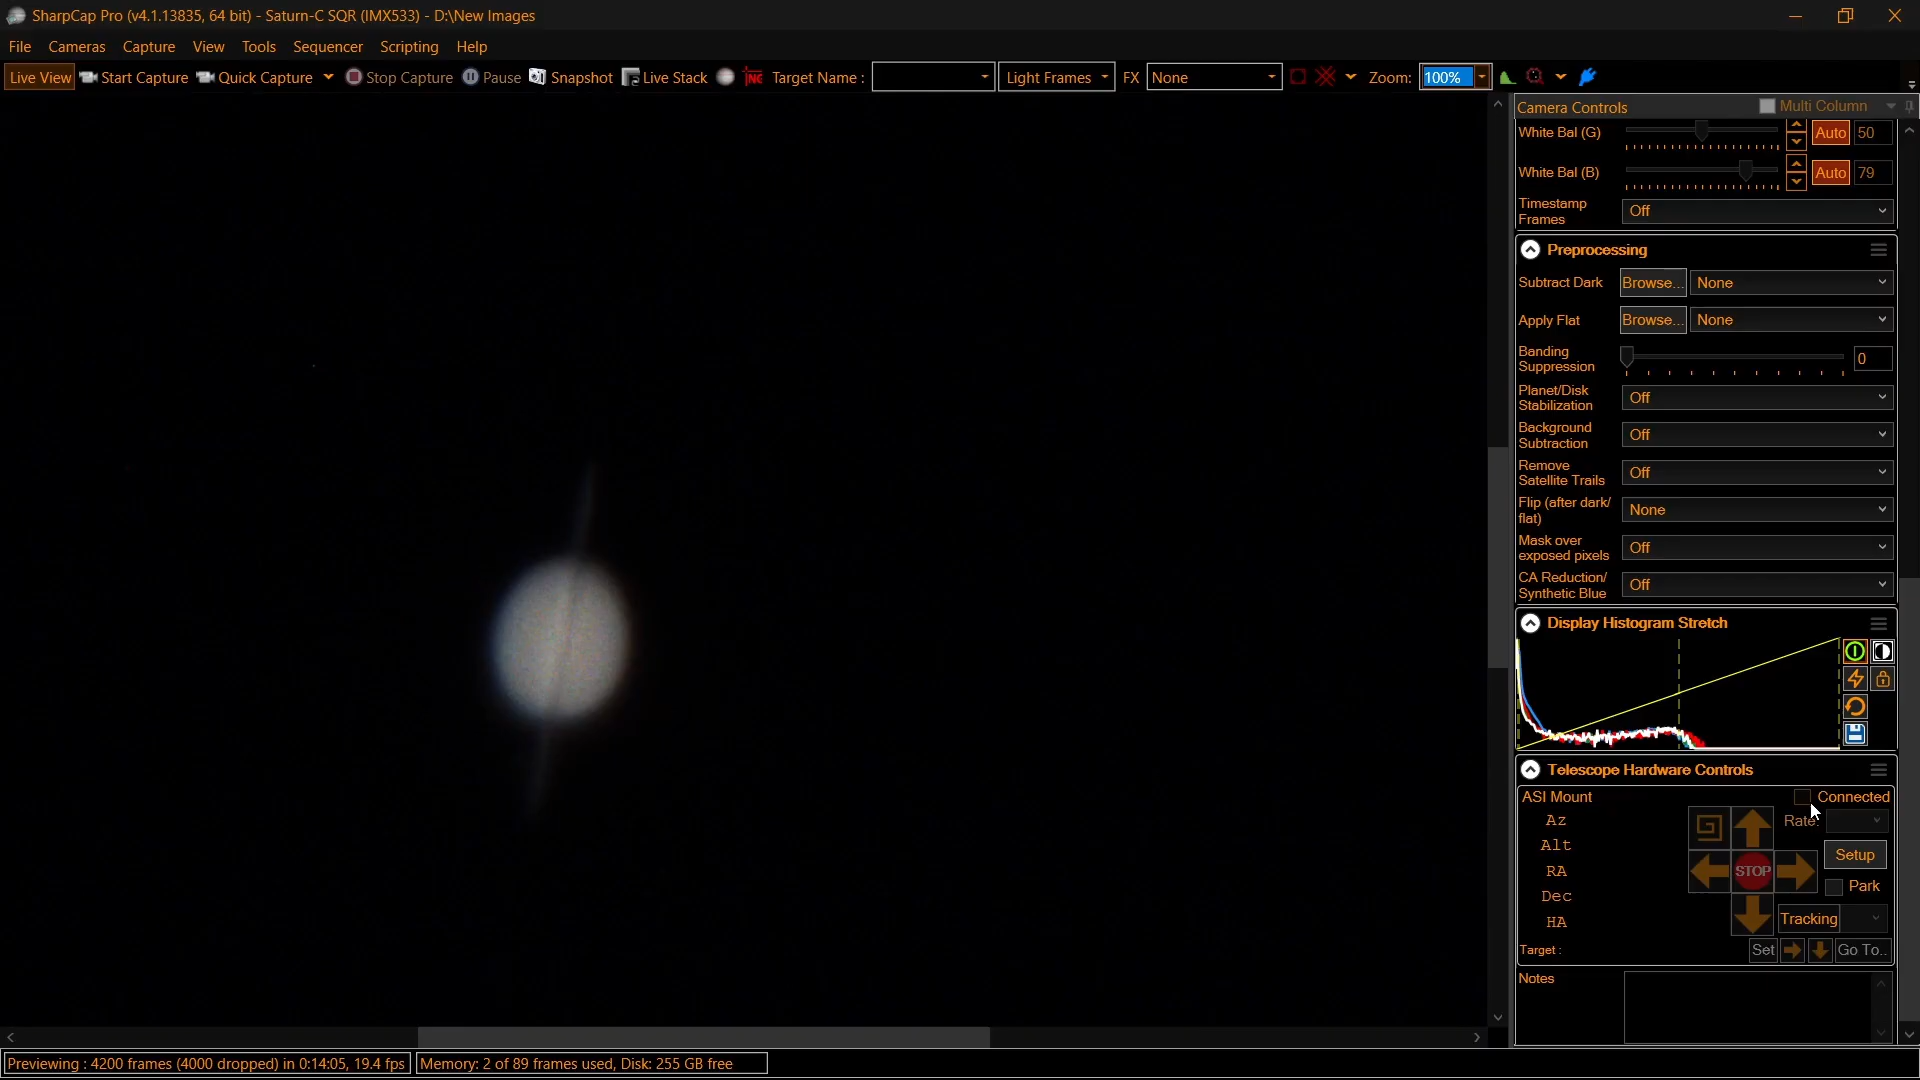 SharpCap Pro (v4.1.13835, 64 bit) - Saturn-C SQR (IMX533) - D:\New Images
File Cameras Capture View Tools Sequencer Scripting Help
Live View Start Capture Quick Capture Stop Capture Pause Snapshot Live Stack Target Name : Light Frames FX None Zoom: 100%
Camera Controls Multi Column
White Bal (G) Auto 50
White Bal (B) Auto 79
Timestamp
Frames
Off
Preprocessing
Subtract Dark Browse... None
Apply Flat Browse... None
Banding
Suppression
0
Planet/Disk
Stabilization
Off
Background
Subtraction
Off
Remove
Satellite Trails
Off
Flip (after dark/
flat)
None
Mask over
exposed pixels
Off
CA Reduction/
Synthetic Blue
Off
Display Histogram Stretch
Telescope Hardware Controls
ASI Mount Connected
Az Rate:
Alt Setup
RA STOP
Park
Dec
HA Tracking
Target : Set Go To..
Notes
Previewing : 4200 frames (4000 dropped) in 0:14:05, 19.4 fps Memory: 2 of 89 frames used, Disk: 255 GB free